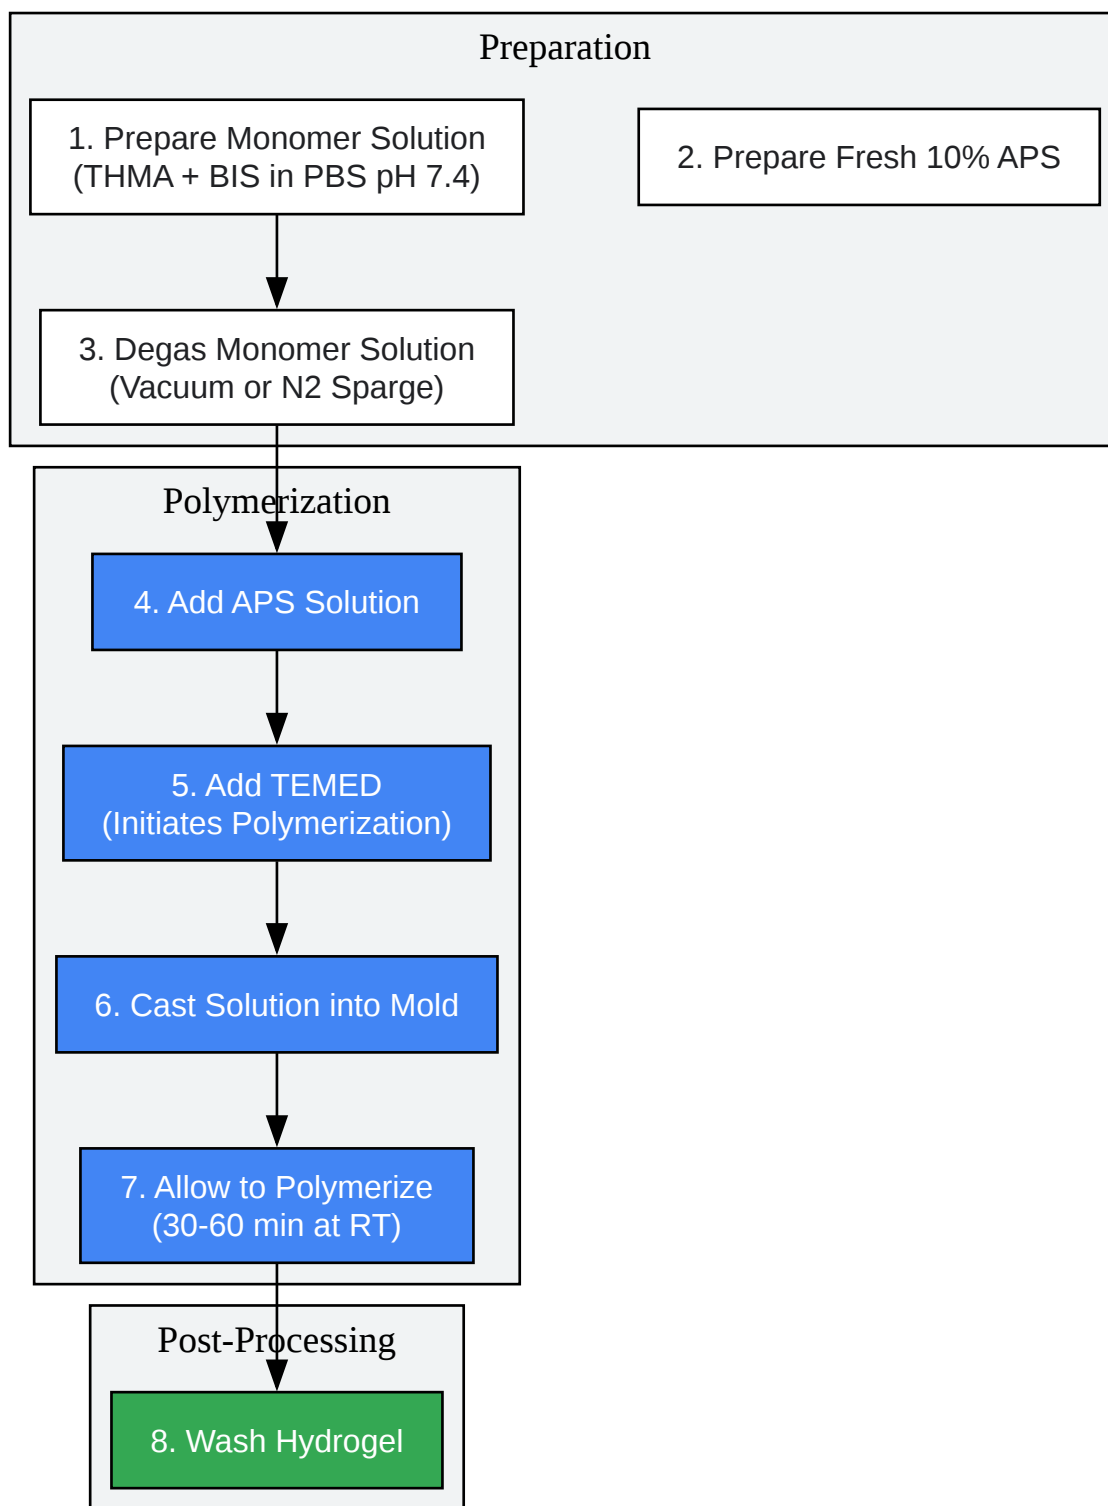 Preparation
1. Prepare Monomer Solution
(THMA + BIS in PBS pH 7.4)
2. Prepare Fresh 10% APS
3. Degas Monomer Solution
(Vacuum or N2 Sparge)
Polymerization
4. Add APS Solution
5. Add TEMED
(Initiates Polymerization)
6. Cast Solution into Mold
7. Allow to Polymerize
(30-60 min at RT)
Post-Processing
8. Wash Hydrogel